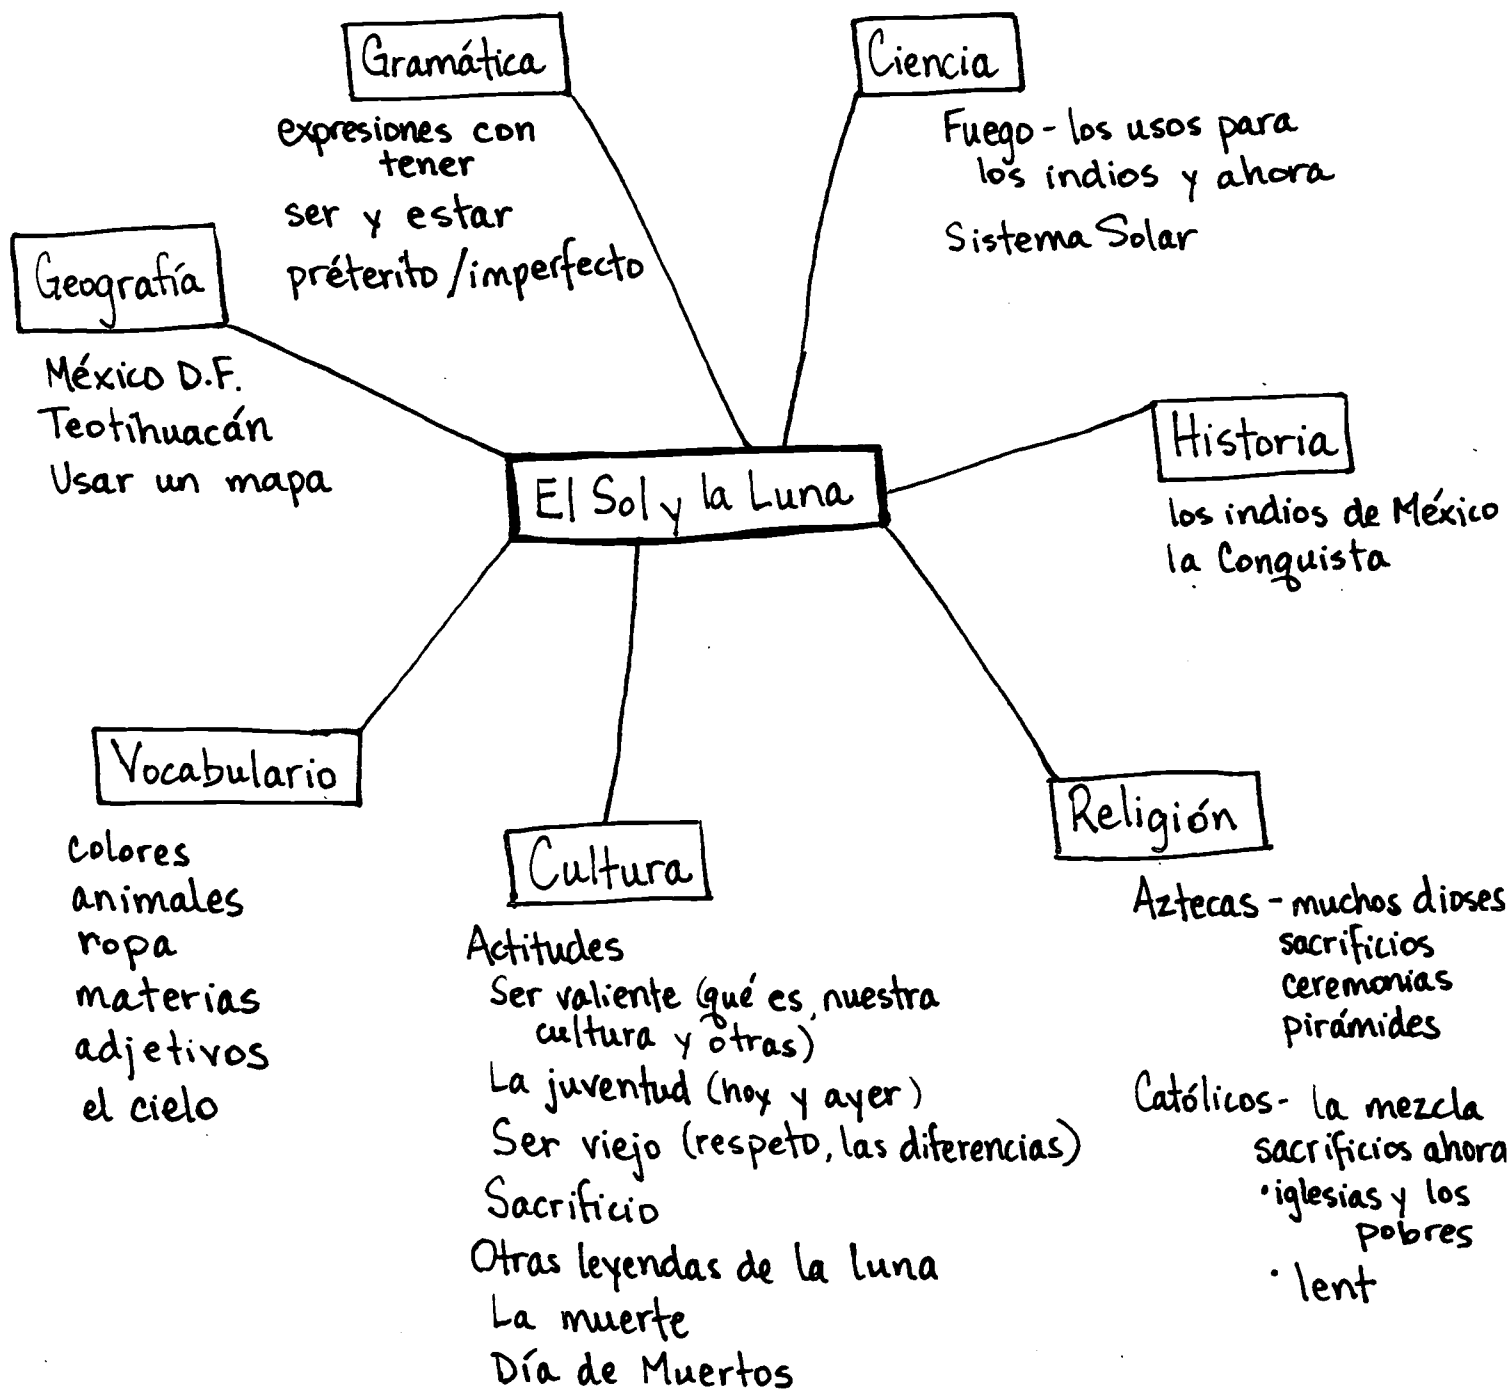 Gramática
expresiones con
tener
ser y estar
préterito/imperfecto
Ciencia
Fuego - los usos para
los indios y ahora
Sistema Solar
Geografía
México D.F.
Teotihuacán
Usar un mapa
El Sol y la Luna
Historia
los indios de México
la Conquista
Vocabulario
colores
animales
ropa
materias
adjetivos
el cielo
Cultura
Actitudes
Ser valiente (qué es, nuestra
cultura y otras)
La juventud (hoy y ayer)
Ser viejo (respeto, las diferencias)
Sacrificio
Otras leyendas de la luna
La muerte
Día de Muertos
Religión
Aztecas - muchos dioses
sacrificios
ceremonias
pirámides
Católicos - la mezcla
sacrificios ahora
• iglesias y los
pobres
• lent